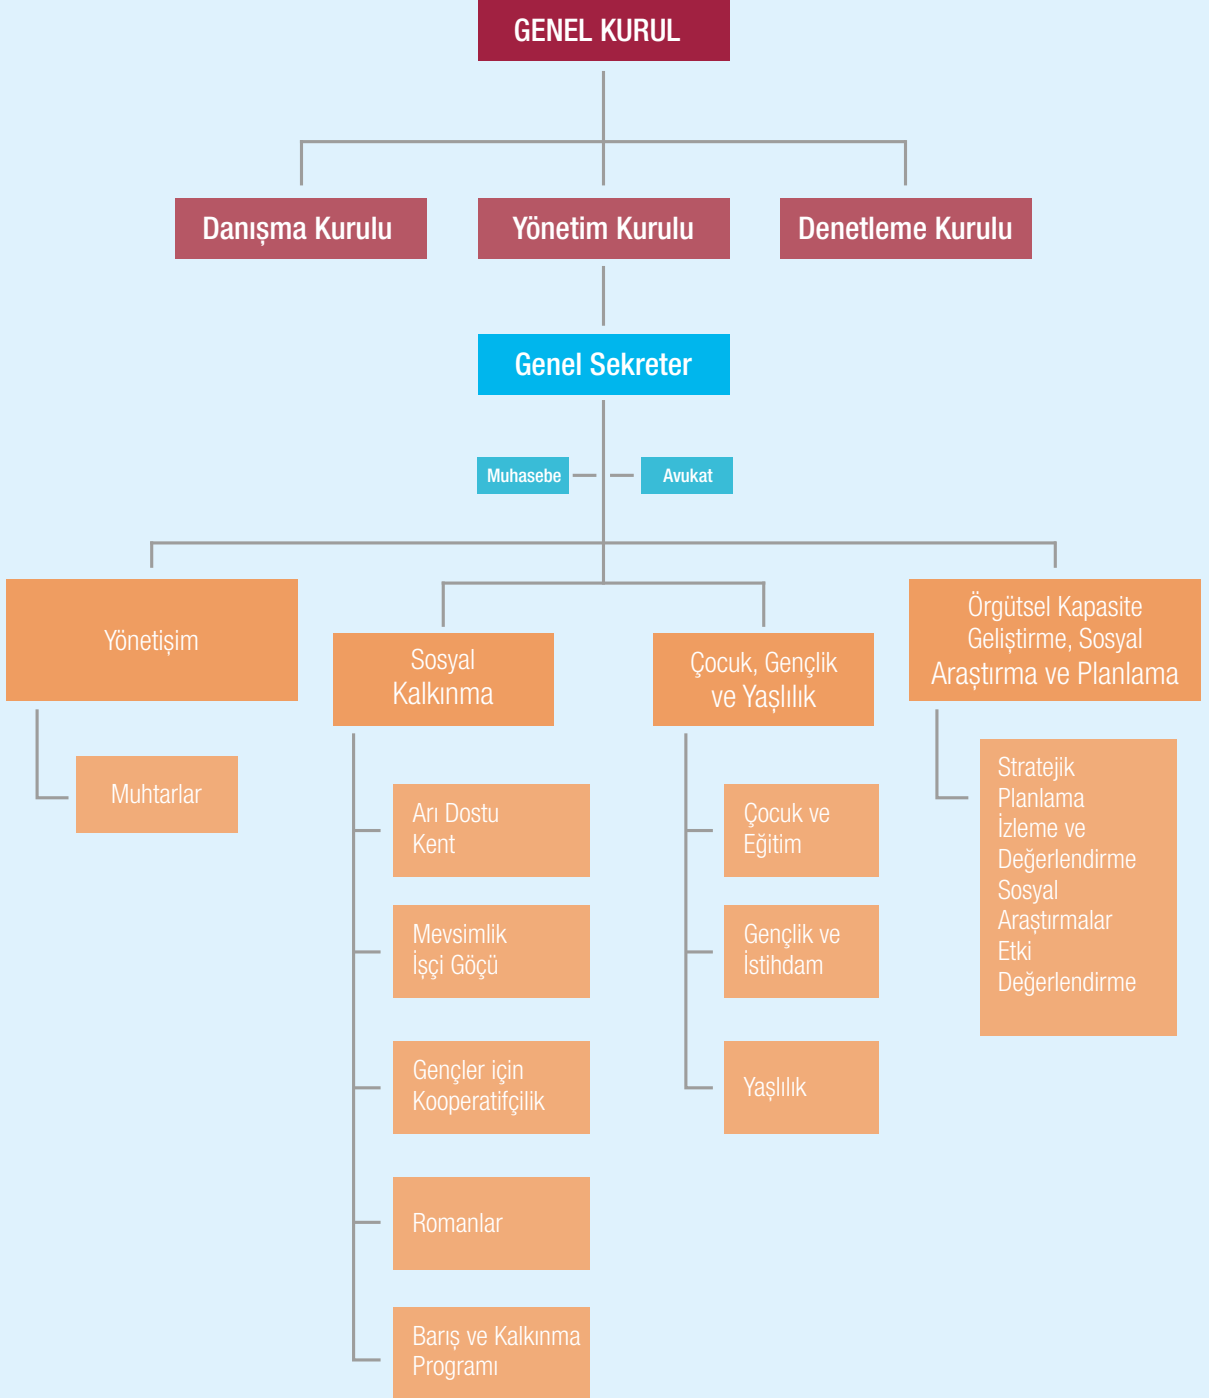 GENEL KURUL
Danışma Kurulu
Yönetim Kurulu
Denetleme Kurulu
Genel Sekreter
Muhasebe
Avukat
Yönetişim
Muhtarlar
Sosyal
Kalkınma
Arı Dostu
Kent
Mevsimlik
İşçi Göçü
Gençler için
Kooperatifçilik
Romanlar
Barış ve Kalkınma
Programı
Çocuk, Gençlik
ve Yaşlılık
Çocuk ve
Eğitim
Gençlik ve
İstihdam
Yaşlılık
Örgütsel Kapasite
Geliştirme, Sosyal
Araştırma ve Planlama
Stratejik
Planlama
İzleme ve
Değerlendirme
Sosyal
Araştırmalar
Etki
Değerlendirme